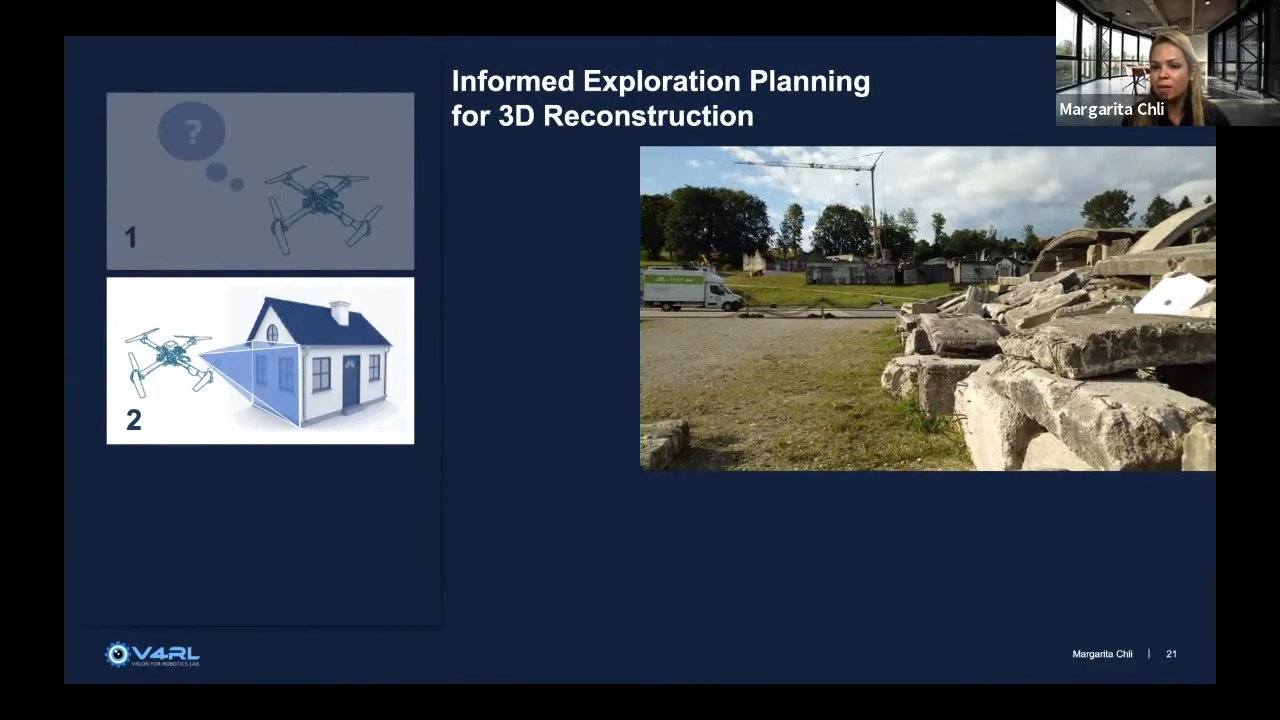 Informed Exploration Planning
for 3D Reconstruction
Margarita Chli
?
1
2
V4RL
VISION FOR ROBOTICS LAB
Margarita Chli | 21